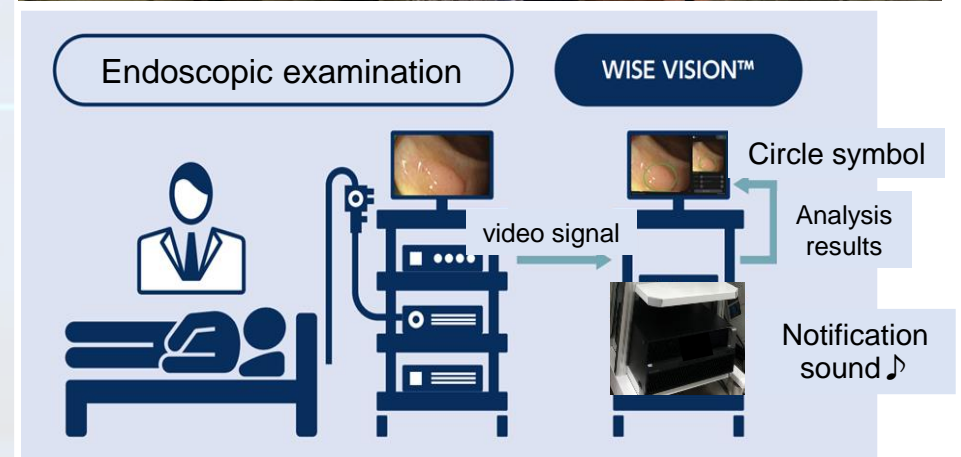 Endoscopic examination
WISE VISION™
Circle symbol
Analysis
results
video signal
Notification
sound♪